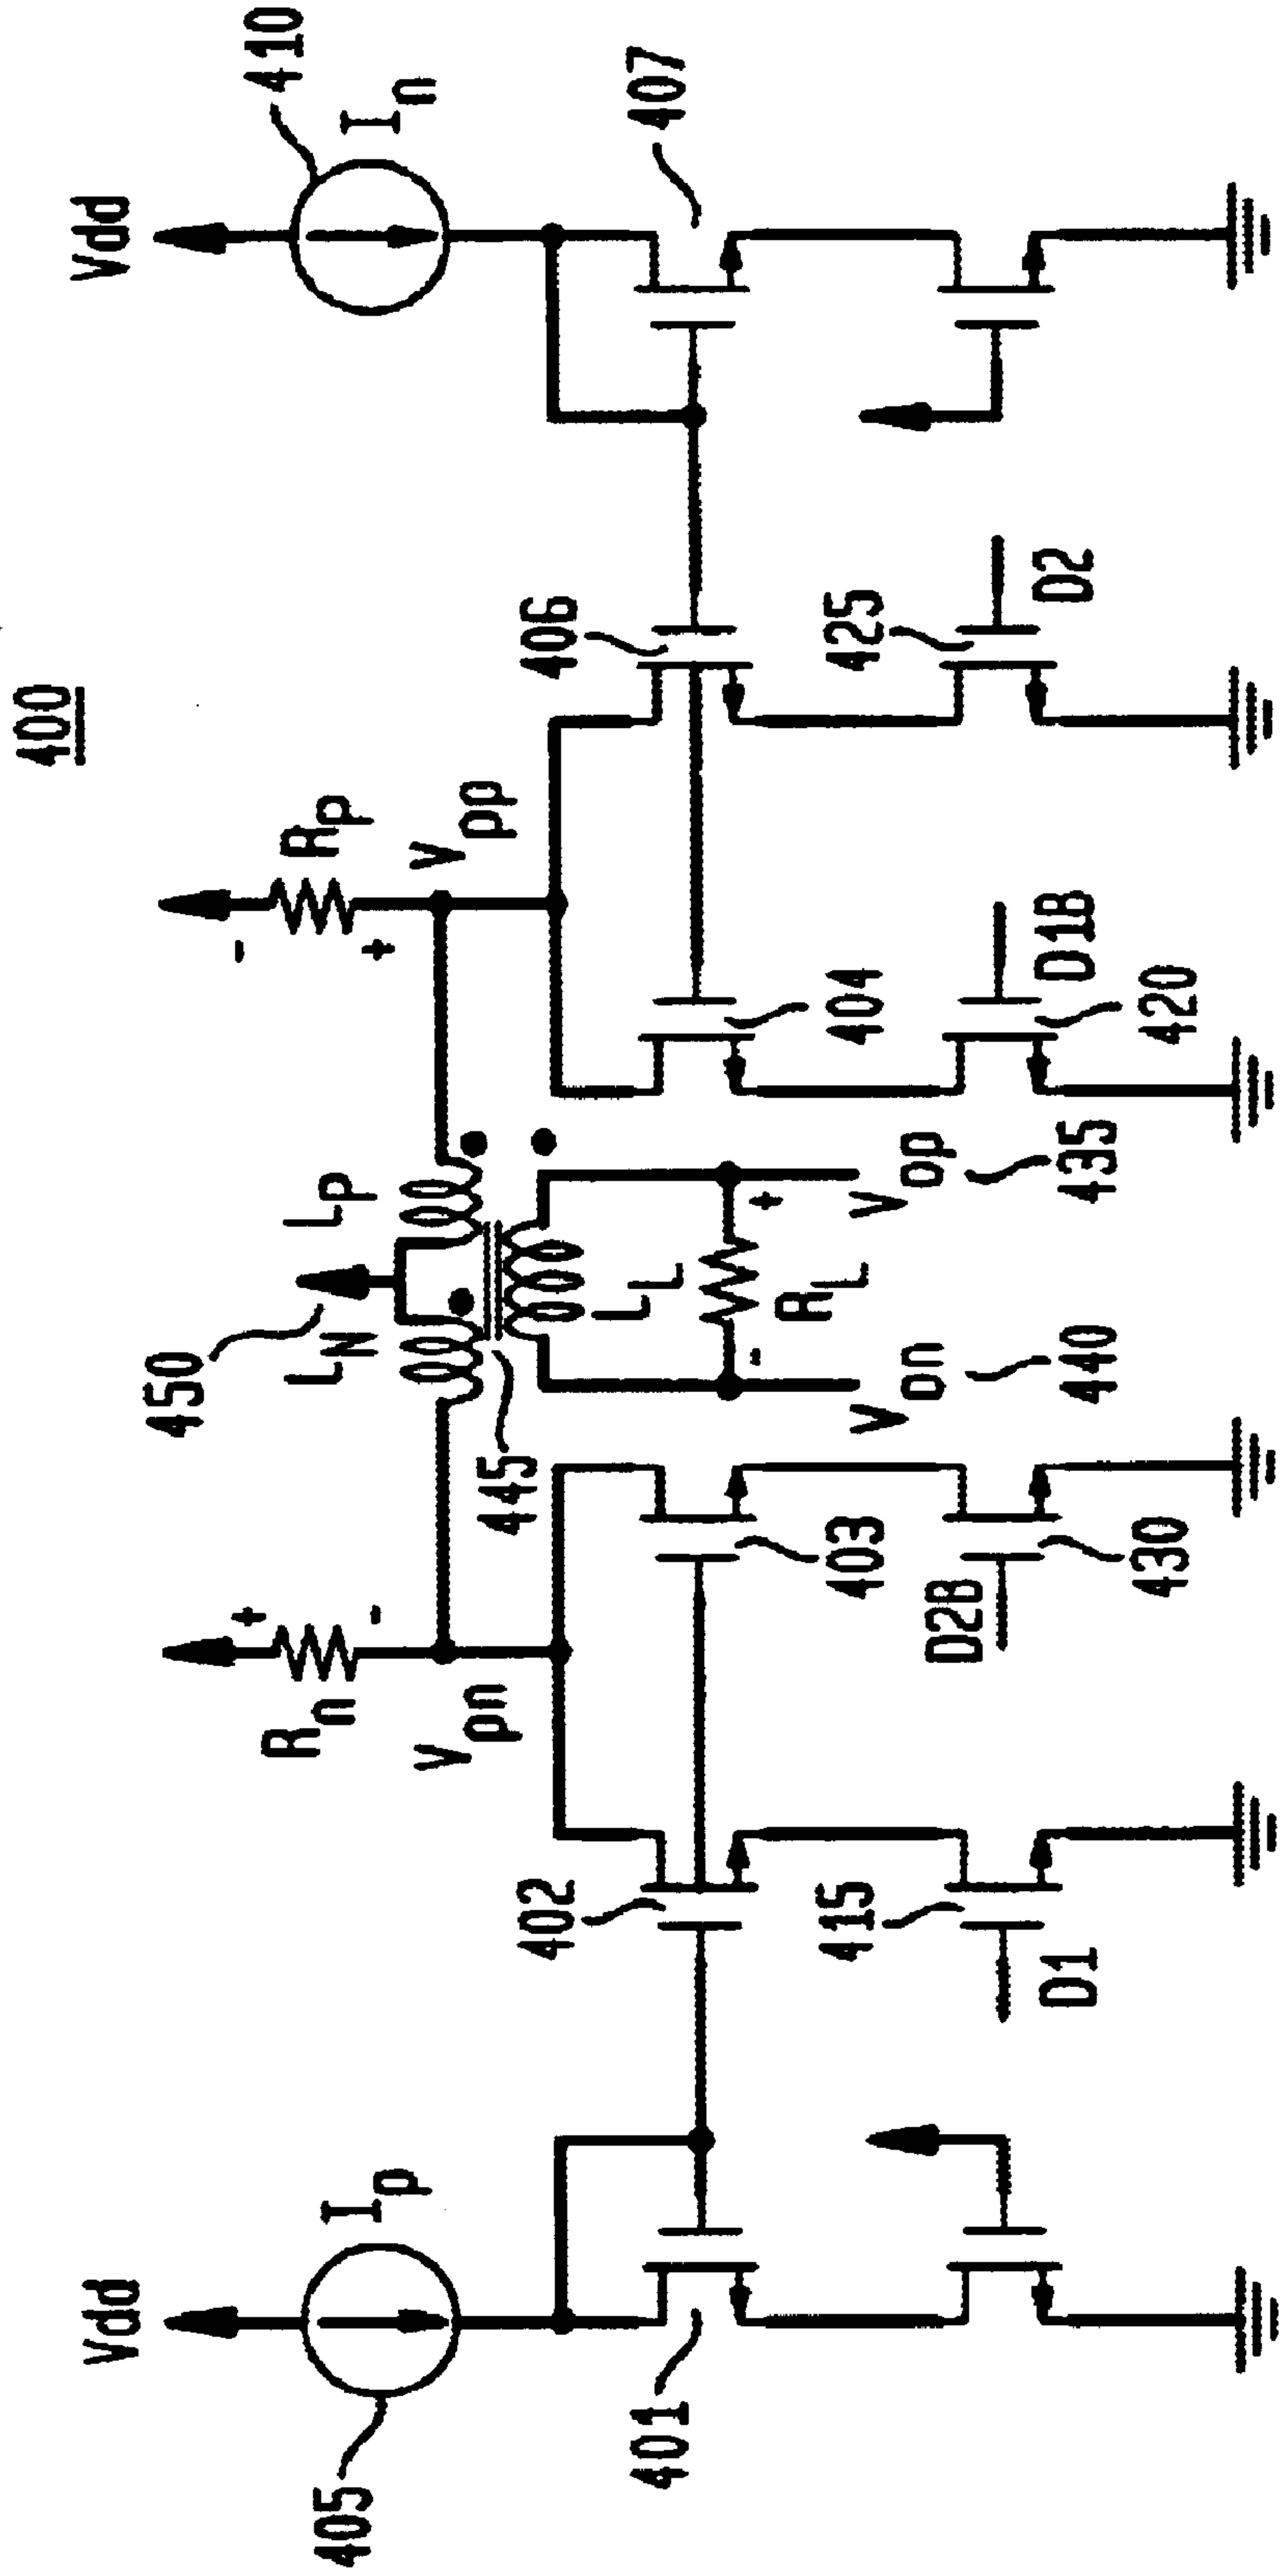 400
Vdd
Vdd
450
410
405
Ip
Rn
+
-
LN
LP
-
+
Rp
In
Vpn
Vpp
445
402
406
401
LL
407
- RL +
415
403
Von
Vop
404
425
D2B
D1
D1B
D2
440
435
430
420